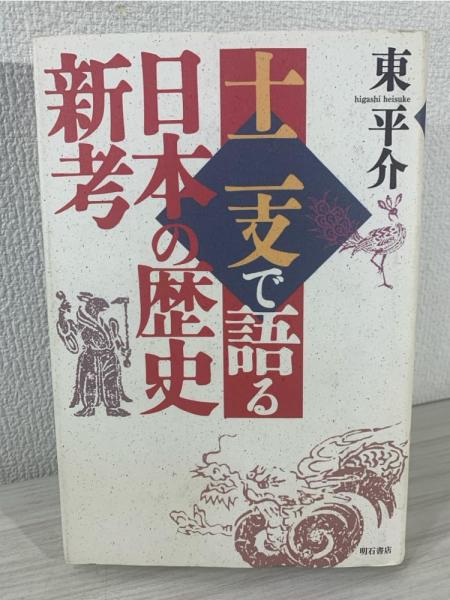 東平介
higashi heisuke
十二支で語る
日本の歴史
新考
明石書店